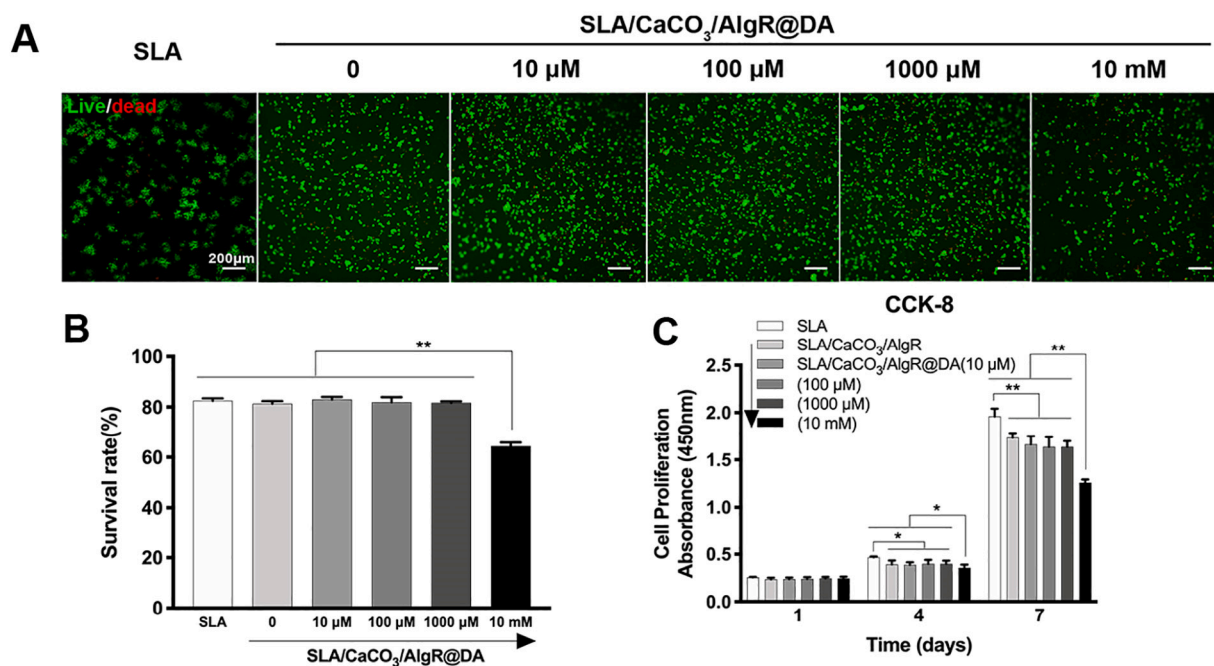 A
SLA
SLA/CaCO₃/AlgR@DA
0
10 µM
100 µM
1000 µM
10 mM
Live/dead
200µm
B
Survival rate(%)
100
80
60
40
20
0
**
SLA
0
10 µM
100 µM
1000 µM
10 mM
SLA/CaCO₃/AlgR@DA
C
CCK-8
SLA
SLA/CaCO₃/AlgR
SLA/CaCO₃/AlgR@DA(10 µM)
(100 µM)
(1000 µM)
(10 mM)
Cell Proliferation
Absorbance (450nm)
2.5
2.0
1.5
1.0
0.5
0.0
*
*
**
**
1
4
7
Time (days)